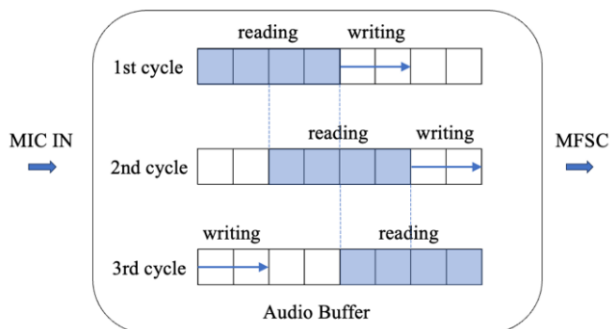 reading writing
1st cycle
MIC IN
reading writing
MFSC
2nd cycle
writing reading
3rd cycle
Audio Buffer